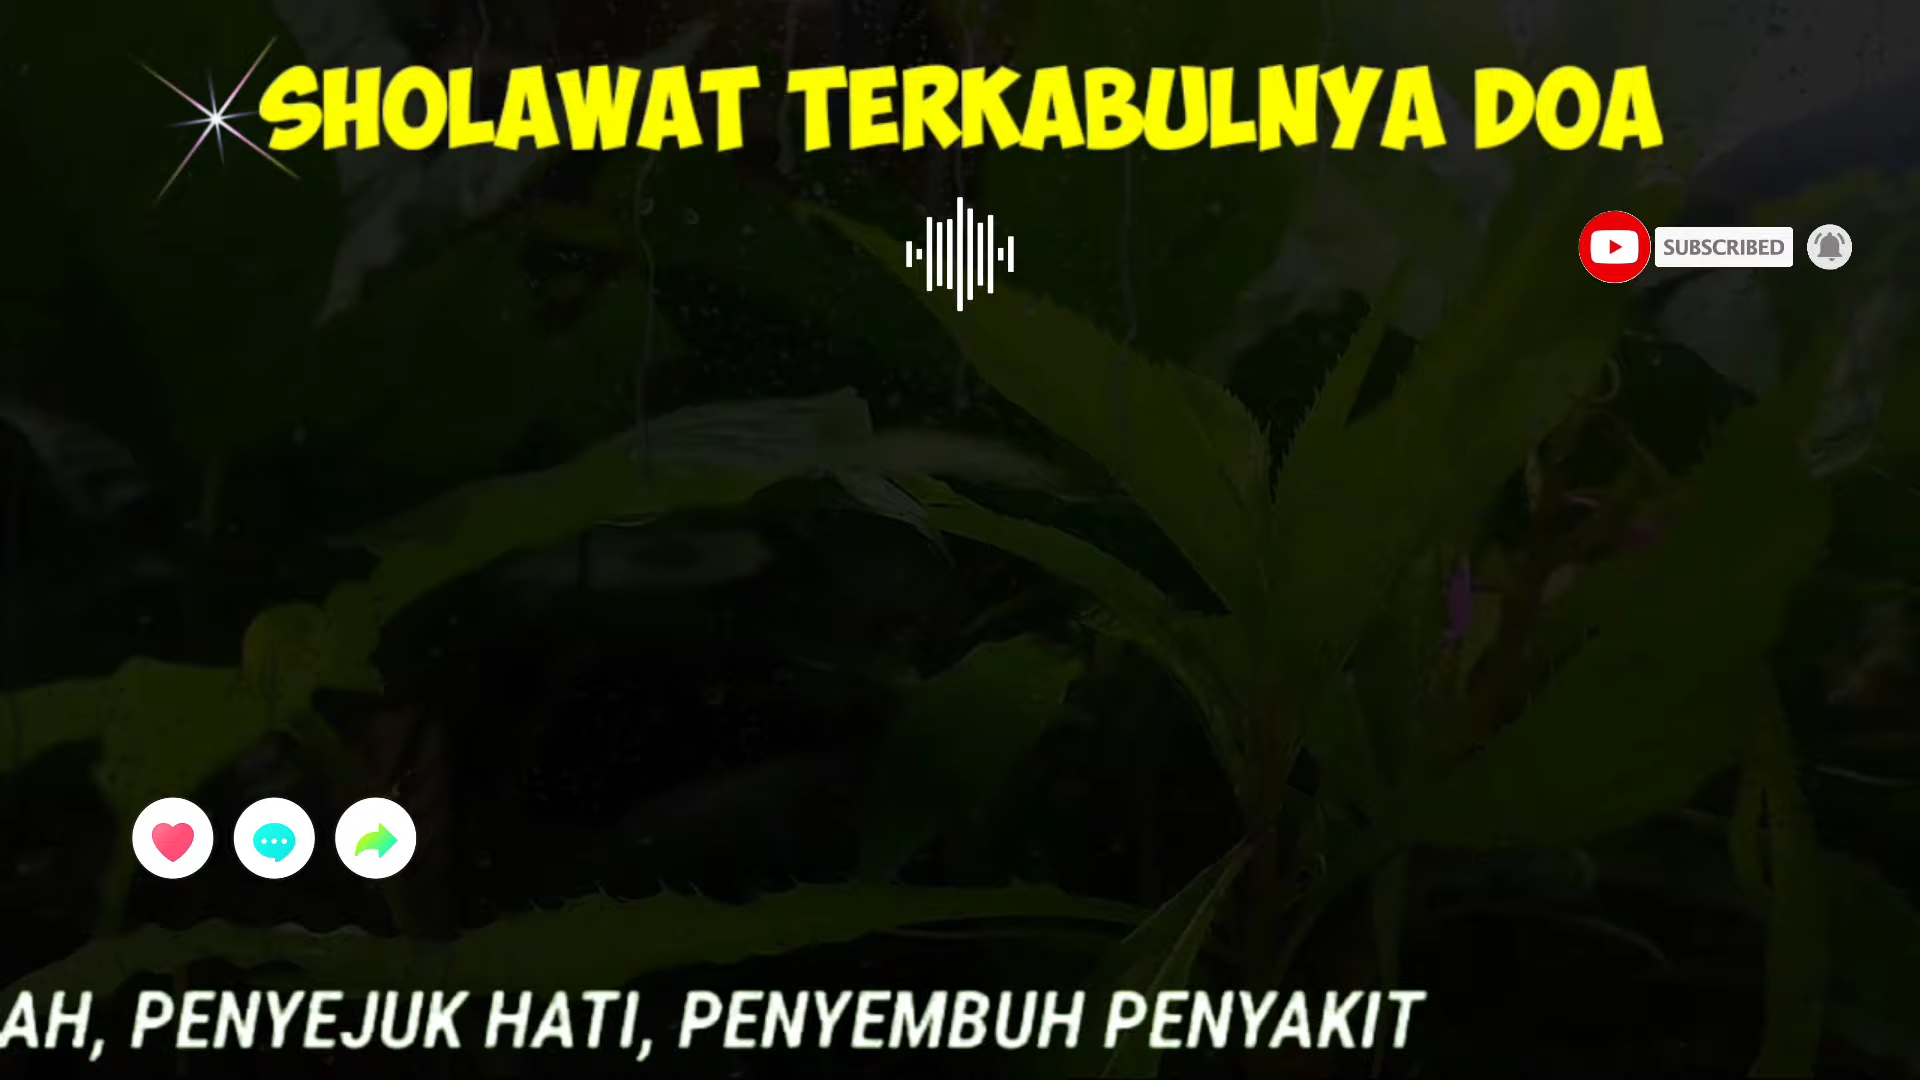 SHOLAWAT TERKABULNYA DOA
SUBSCRIBED
AH, PENYEJUK HATI, PENYEMBUH PENYAKIT